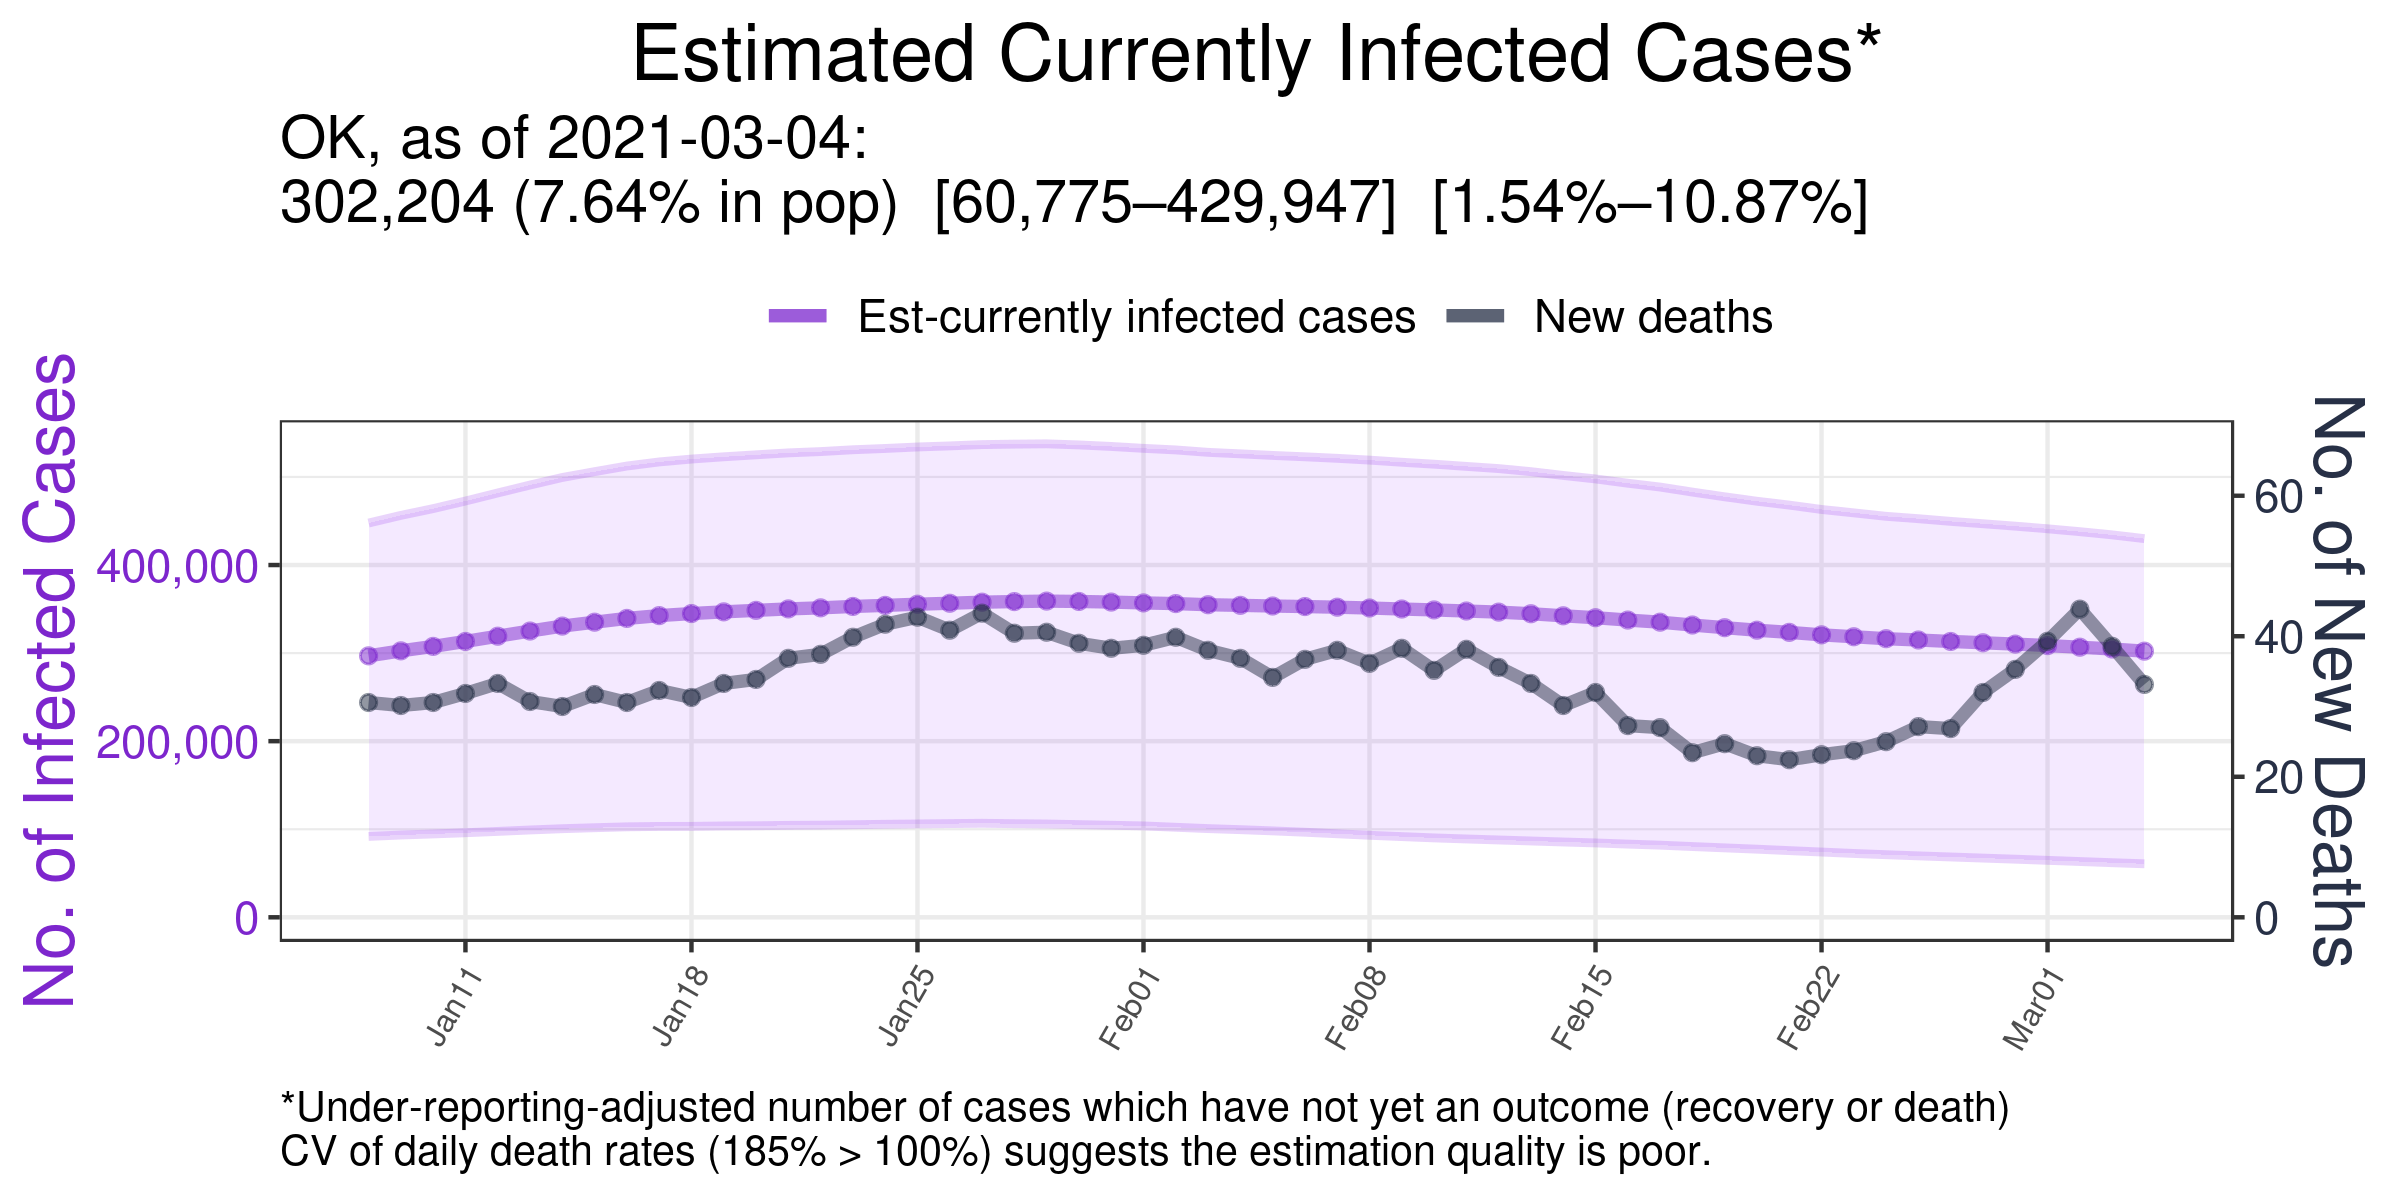 Estimated Currently Infected Cases*
OK, as of 2021-03-04:
302,204 (7.64% in pop) [60,775–429,947] [1.54%–10.87%]
Est-currently infected cases
New deaths
No. of Infected Cases
400,000
200,000
0
60
40
20
0
No. of New Deaths
Jan11
Jan18
Jan25
Feb01
Feb08
Feb15
Feb22
Mar01
*Under-reporting-adjusted number of cases which have not yet an outcome (recovery or death)
CV of daily death rates (185% > 100%) suggests the estimation quality is poor.